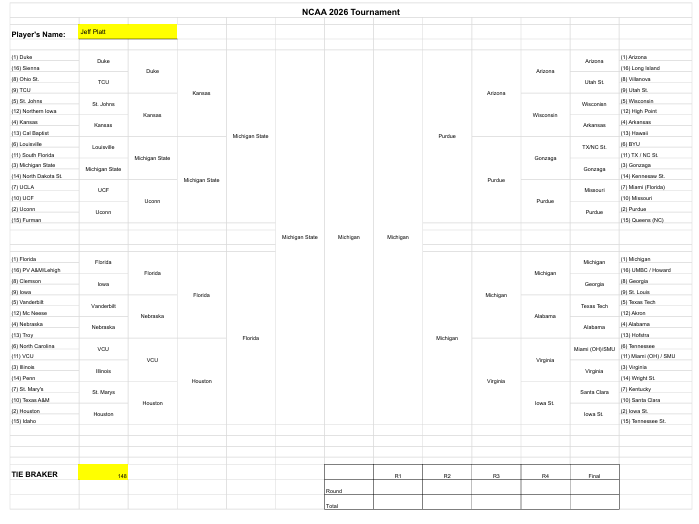 NCAA 2026 Tournament
Player's Name: Jeff Platt
(1) Duke
(16) Sienna
(8) Ohio St.
(9) TCU
(5) St. Johns
(12) Northern Iowa
(4) Kansas
(13) Cal Baptist
(6) Louisville
(11) South Florida
(3) Michigan State
(14) North Dakota St.
(7) UCLA
(10) UCF
(2) Uconn
(15) Furman
Duke
TCU
St. Johns
Kansas
Louisville
Michigan State
UCF
Uconn
Duke
Kansas
Michigan State
Uconn
Kansas
Michigan State
Michigan State
(1) Florida
(16) PV A&M/Lehigh
(8) Clemson
(9) Iowa
(5) Vanderbilt
(12) Mc Neese
(4) Nebraska
(13) Troy
(6) North Carolina
(11) VCU
(3) Illinois
(14) Penn
(7) St. Mary's
(10) Texas A&M
(2) Houston
(15) Idaho
Florida
Iowa
Vanderbilt
Nebraska
VCU
Illinois
St. Marys
Houston
Florida
Nebraska
VCU
Houston
Florida
Houston
Florida
Michigan State
Michigan
Michigan
Purdue
Arizona
Purdue
Arizona
Wisconsin
Gonzaga
Purdue
Arizona
Utah St.
Wisconsien
Arkansas
TX/NC St.
Gonzaga
Missouri
Purdue
(1) Arizona
(16) Long Island
(8) Villanova
(9) Utah St.
(5) Wisconsin
(12) High Point
(4) Arkansas
(13) Hawaii
(6) BYU
(11) TX / NC St.
(3) Gonzaga
(14) Kennesaw St.
(7) Miami (Florida)
(10) Missouri
(2) Purdue
(15) Queens (NC)
Michigan
Michigan
Virginia
Michigan
Alabama
Virginia
Iowa St.
Michigan
Georgia
Texas Tech
Alabama
Miami (OH)/SMU
Virginia
Santa Clara
Iowa St.
(1) Michigan
(16) UMBC / Howard
(8) Georgia
(9) St. Louis
(5) Texas Tech
(12) Akron
(4) Alabama
(13) Hofstra
(6) Tennessee
(11) Miami (OH) / SMU
(3) Virginia
(14) Wright St.
(7) Kentucky
(10) Santa Clara
(2) Iowa St.
(15) Tennessee St.
TIE BRAKER 148
R1 R2 R3 R4 Final
Round
Total